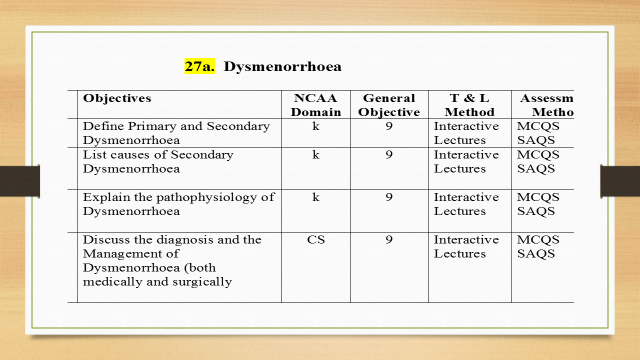 27a. Dysmenorrhoea
Objectives NCAA Domain General Objective T & L Method Assessm Metho
Define Primary and Secondary Dysmenorrhoea k 9 Interactive Lectures MCQS SAQS
List causes of Secondary Dysmenorrhoea k 9 Interactive Lectures MCQS SAQS
Explain the pathophysiology of Dysmenorrhoea k 9 Interactive Lectures MCQS SAQS
Discuss the diagnosis and the Management of Dysmenorrhoea (both medically and surgically CS 9 Interactive Lectures MCQS SAQS